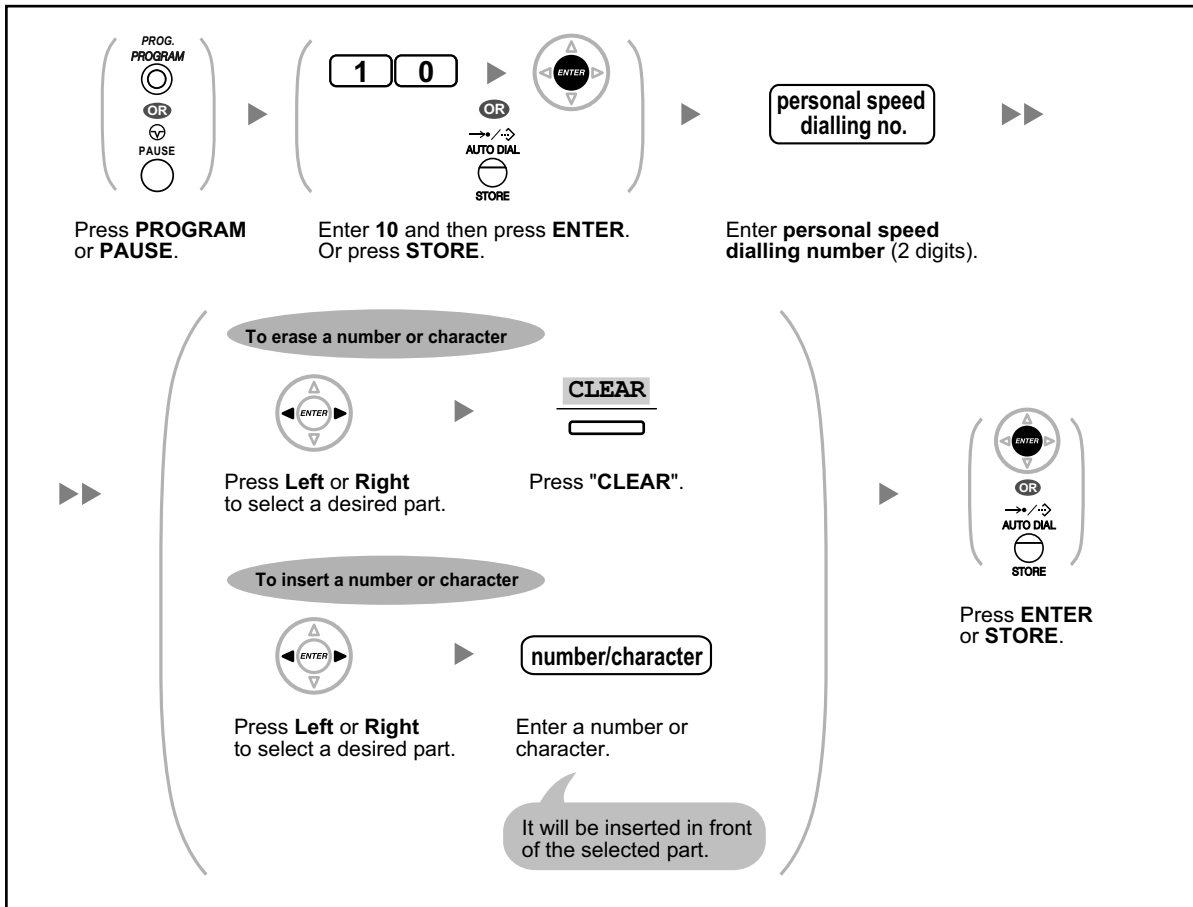 PROG.
PROGRAM
OR
PAUSE
Press PROGRAM
or PAUSE.
1 0
ENTER
OR
AUTO DIAL
STORE
Enter 10 and then press ENTER.
Or press STORE.
personal speed
dialling no.
Enter personal speed
dialling number (2 digits).
To erase a number or character
ENTER
CLEAR
Press Left or Right
to select a desired part.
Press "CLEAR".
To insert a number or character
ENTER
number/character
Press Left or Right
to select a desired part.
Enter a number or
character.
It will be inserted in front
of the selected part.
ENTER
OR
AUTO DIAL
STORE
Press ENTER
or STORE.